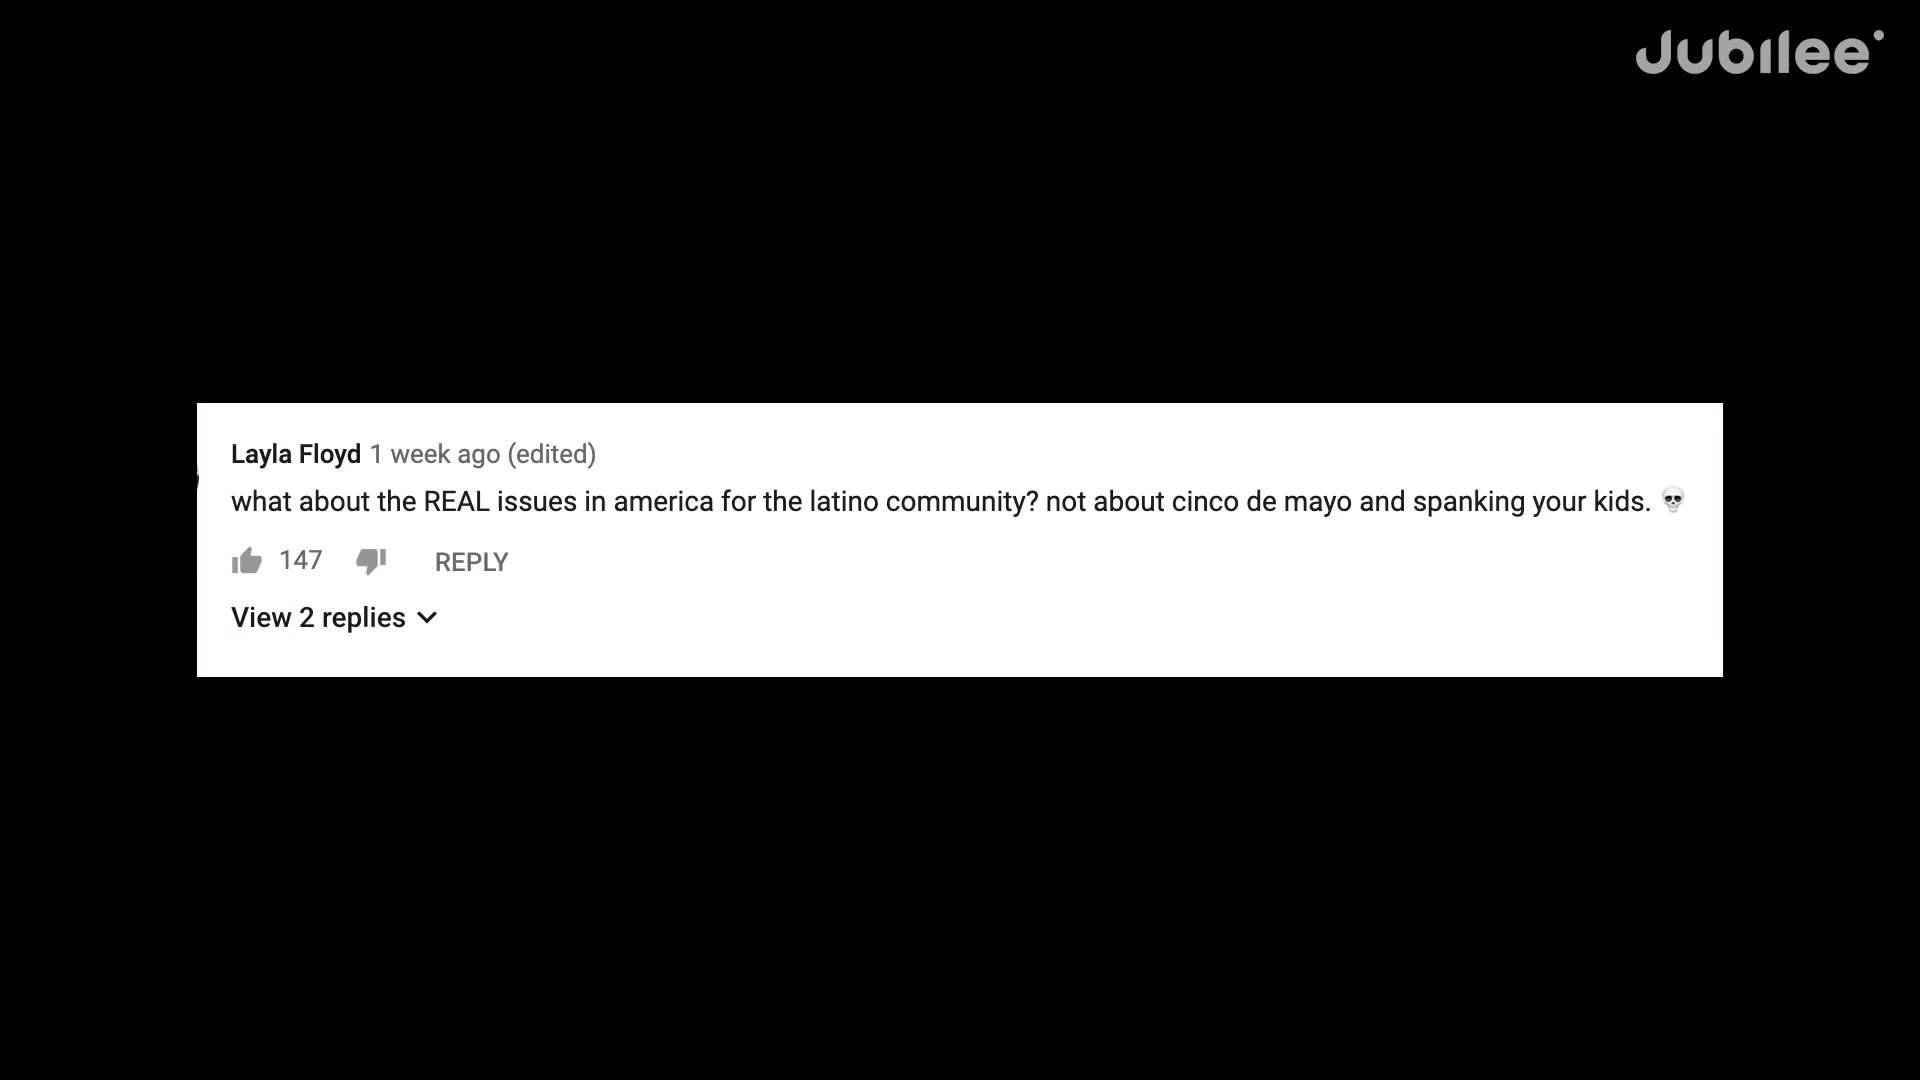 Jubilee
Layla Floyd 1 week ago (edited)
what about the REAL issues in america for the latino community? not about cinco de mayo and spanking your kids. 💀
147 REPLY
View 2 replies